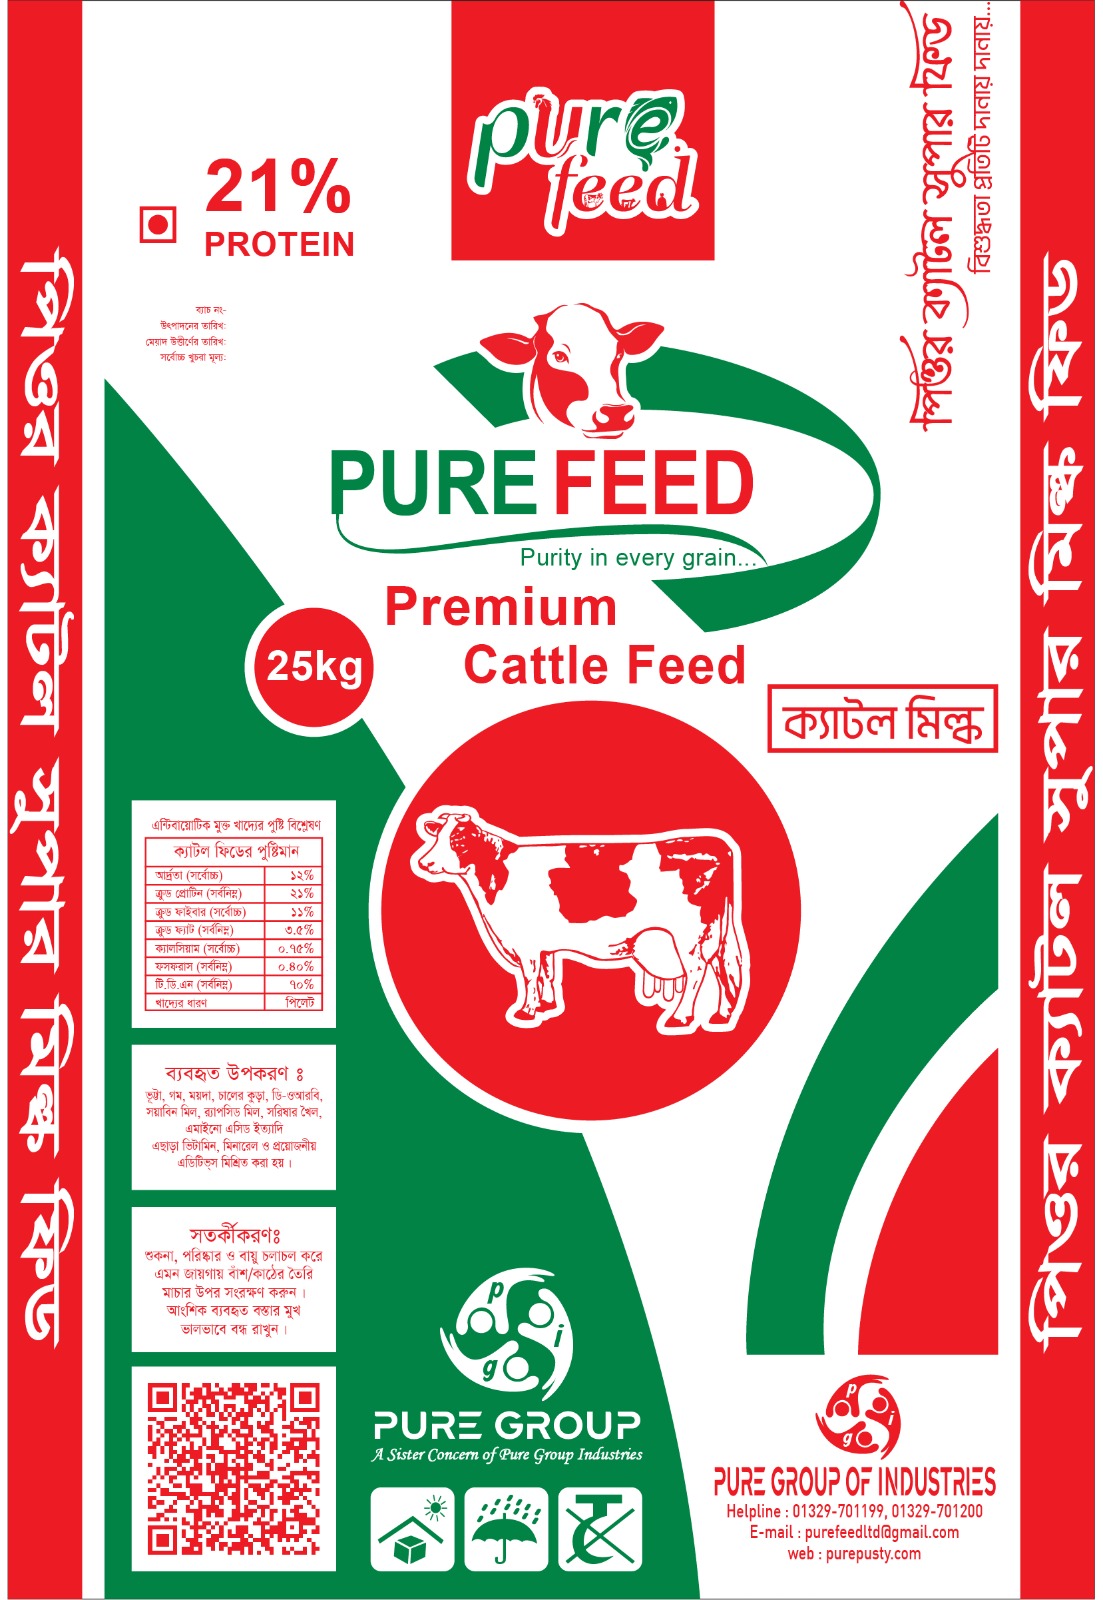 pure
feed
21%
PROTEIN
পিওর ক্যাটল সুপার ফিড
বিশুদ্ধতা প্রতিটি দানায় দানায়...
ব্যাচ নং-
উৎপাদনের তারিখ:
মেয়াদ উত্তীর্ণের তারিখ:
সর্বোচ্চ খুচরা মূল্য:
PURE FEED
Purity in every grain...
Premium
Cattle Feed
25kg
ক্যাটল মিল্ক
পিওর ক্যাটল সুপার মিল্ক ফিড
পিওর ক্যাটল সুপার মিল্ক ফিড
এন্টিবায়োটিক মুক্ত খাদ্যের পুষ্টি বিশ্লেষণ
ক্যাটল ফিডের পুষ্টিমান
আর্দ্রতা (সর্বোচ্চ) ১২%
ক্রুড প্রোটিন (সর্বনিম্ন) ২১%
ক্রুড ফাইবার (সর্বোচ্চ) ১১%
ক্রুড ফ্যাট (সর্বনিম্ন) ৩.৫%
ক্যালসিয়াম (সর্বোচ্চ) ০.৭৫%
ফসফরাস (সর্বনিম্ন) ০.৪০%
টি.ডি.এন (সর্বনিম্ন) ৭০%
খাদ্যের ধারণ পিলেট
ব্যবহৃত উপকরণ ঃ
ভূট্টা, গম, ময়দা, চালের কুড়া, ডি-ওআরবি,
সয়াবিন মিল, র‍্যাপসিড মিল, সরিষার খৈল,
এমাইনো এসিড ইত্যাদি
এছাড়া ভিটামিন, মিনারেল ও প্রয়োজনীয়
এডিটিভ্‌স মিশ্রিত করা হয়।
সতর্কীকরণঃ
শুকনা, পরিষ্কার ও বায়ু চলাচল করে
এমন জায়গায় বাঁশ/কাঠের তৈরি
মাচার উপর সংরক্ষণ করুন।
আংশিক ব্যবহৃত বস্তার মুখ
ভালভাবে বন্ধ রাখুন।
p
i
g
PURE GROUP
A Sister Concern of Pure Group Industries
p
i
g
PURE GROUP OF INDUSTRIES
Helpline : 01329-701199, 01329-701200
E-mail : purefeedltd@gmail.com
web : purepusty.com